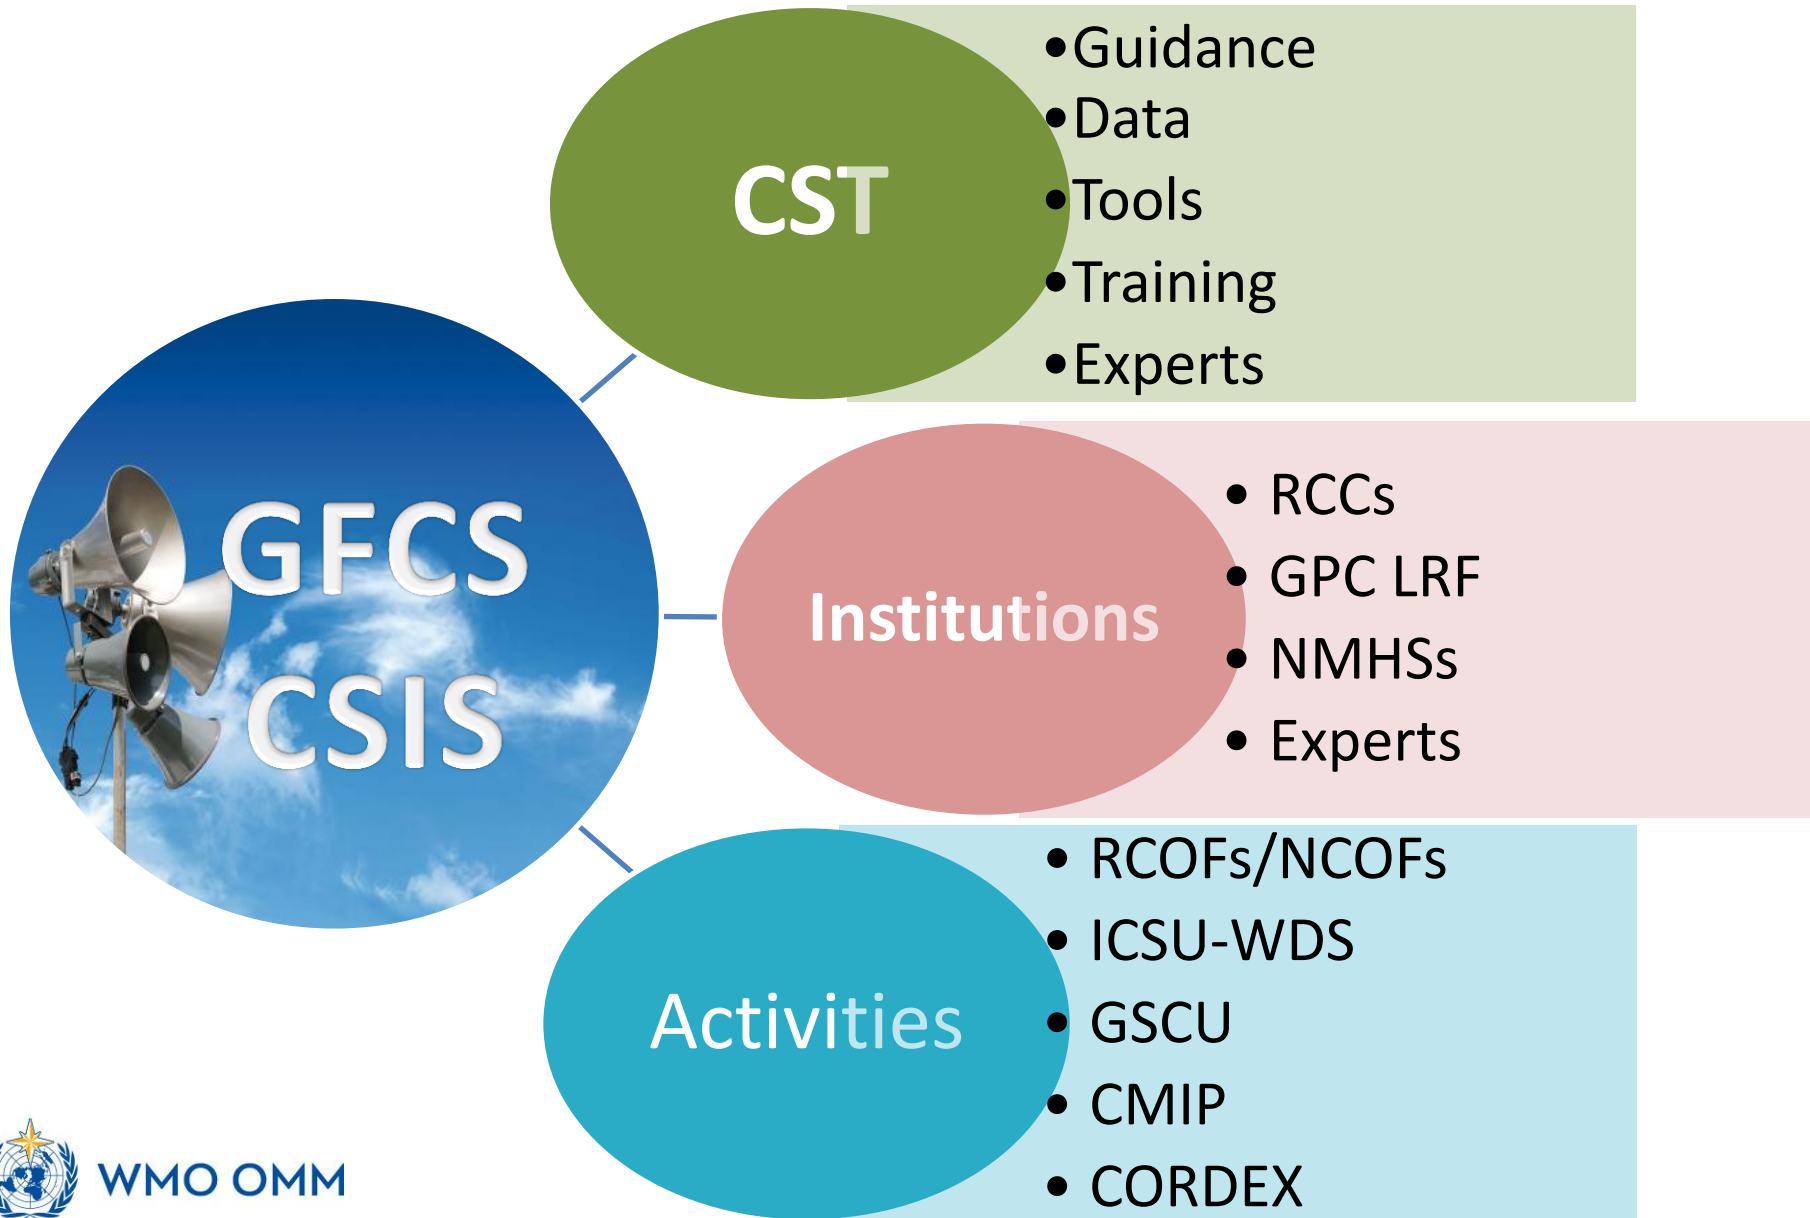 GFCS
CSIS
CST
•Guidance
•Data
•Tools
•Training
•Experts
Institutions
• RCCs
• GPC LRF
• NMHSs
• Experts
Activities
• RCOFs/NCOFs
• ICSU-WDS
• GSCU
• CMIP
• CORDEX
WMO OMM